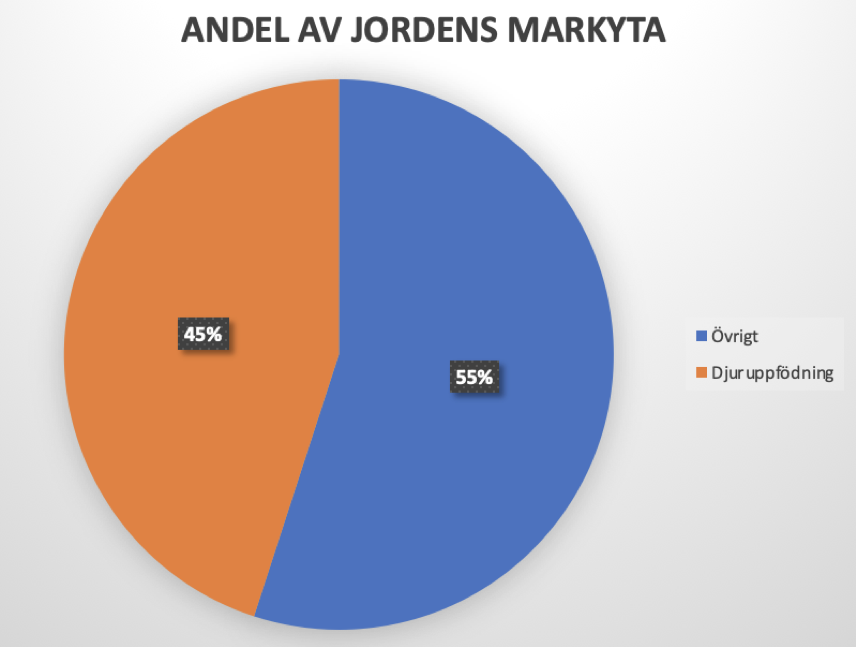 ANDEL AV JORDENS MARKYTA
45%
55%
Övrigt
Djuruppfödning